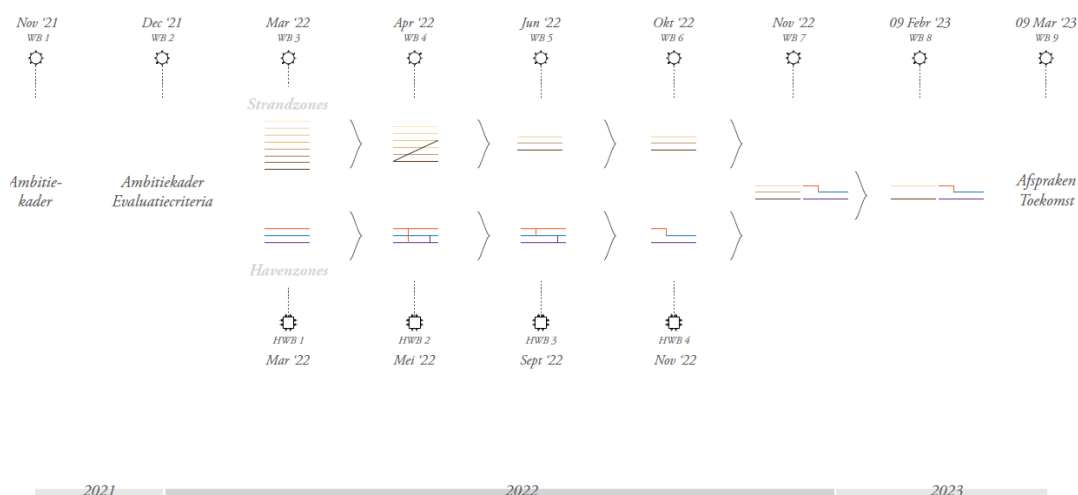 Nov '21
WB 1
Dec '21
WB 2
Mar '22
WB 3
Apr '22
WB 4
Jun '22
WB 5
Okt '22
WB 6
Nov '22
WB 7
09 Febr '23
WB 8
09 Mar '23
WB 9
Strandzones
Ambitie-
kader
Ambitiekader
Evaluatiecriteria
Afspraken
Toekomst
Havenzones
HWB 1
Mar '22
HWB 2
Mei '22
HWB 3
Sept '22
HWB 4
Nov '22
2021
2022
2023